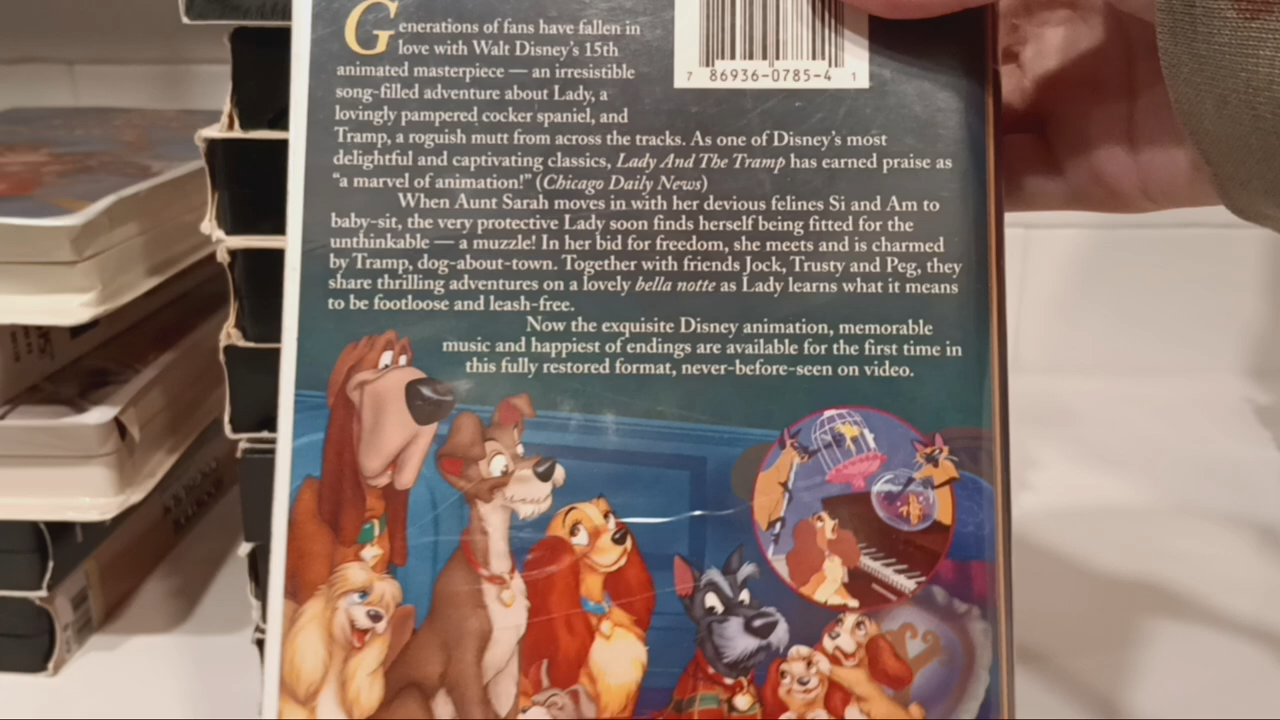 Generations of fans have fallen in
love with Walt Disney's 15th
animated masterpiece — an irresistible
song-filled adventure about Lady, a
lovingly pampered cocker spaniel, and
Tramp, a roguish mutt from across the tracks. As one of Disney's most
delightful and captivating classics, Lady And The Tramp has earned praise as
"a marvel of animation!" (Chicago Daily News)
When Aunt Sarah moves in with her devious felines Si and Am to
baby-sit, the very protective Lady soon finds herself being fitted for the
unthinkable — a muzzle! In her bid for freedom, she meets and is charmed
by Tramp, dog-about-town. Together with friends Jock, Trusty and Peg, they
share thrilling adventures on a lovely bella notte as Lady learns what it means
to be footloose and leash-free.
Now the exquisite Disney animation, memorable
music and happiest of endings are available for the first time in
this fully restored format, never-before-seen on video.
7 86936-0785-4 1